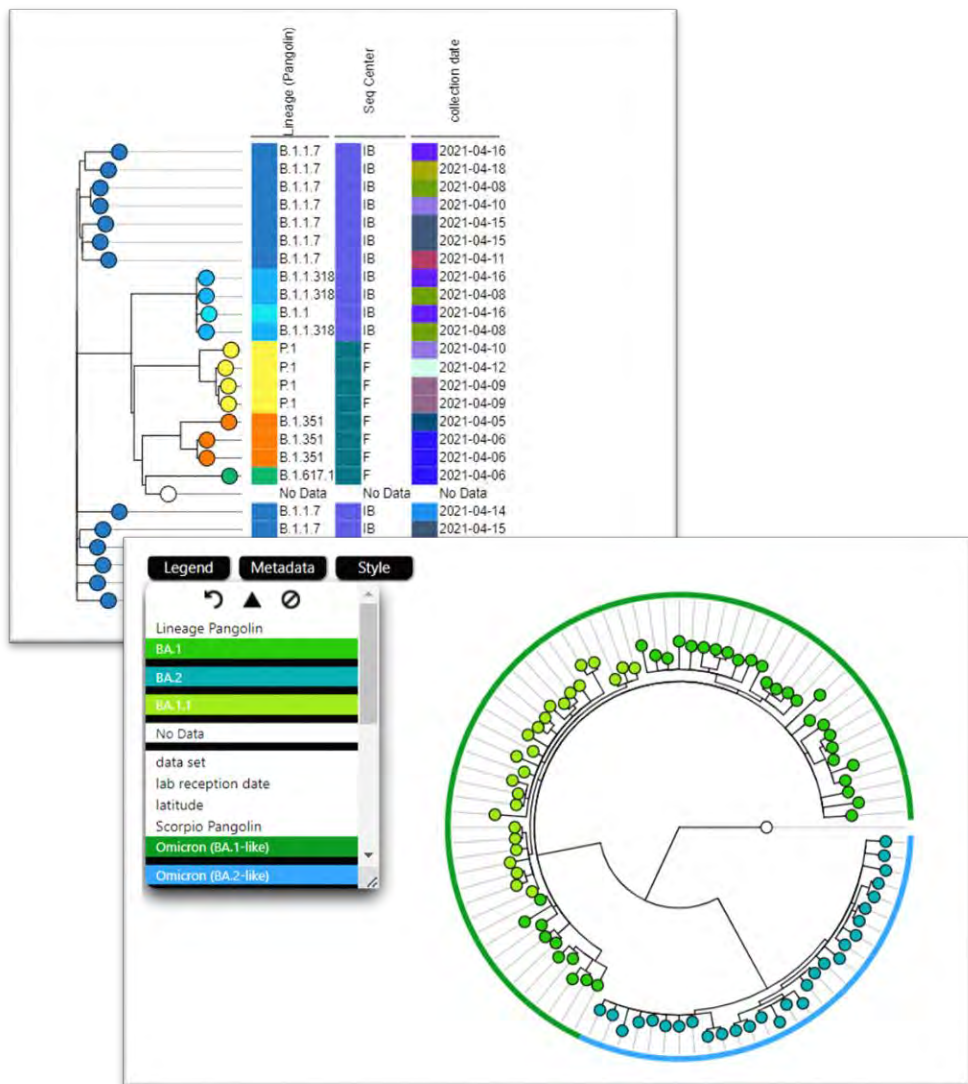 Lineage (Pangolin)
Seq Center
collection date
B.1.1.7 IB 2021-04-16
B.1.1.7 IB 2021-04-18
B.1.1.7 IB 2021-04-08
B.1.1.7 IB 2021-04-10
B.1.1.7 IB 2021-04-15
B.1.1.7 IB 2021-04-15
B.1.1.7 IB 2021-04-11
B.1.1.318 IB 2021-04-16
B.1.1.318 IB 2021-04-08
B.1.1 IB 2021-04-16
B.1.1.318 IB 2021-04-08
P.1 F 2021-04-10
P.1 F 2021-04-12
P.1 F 2021-04-09
P.1 F 2021-04-09
B.1.351 F 2021-04-05
B.1.351 F 2021-04-06
B.1.351 F 2021-04-06
B.1.617.1 F 2021-04-06
No Data No Data No Data
B.1.1.7 IB 2021-04-14
B.1.1.7 IB 2021-04-15
Legend Metadata Style
Lineage Pangolin
BA.1
BA.2
BA.1.1
No Data
data set
lab reception date
latitude
Scorpio Pangolin
Omicron (BA.1-like)
Omicron (BA.2-like)